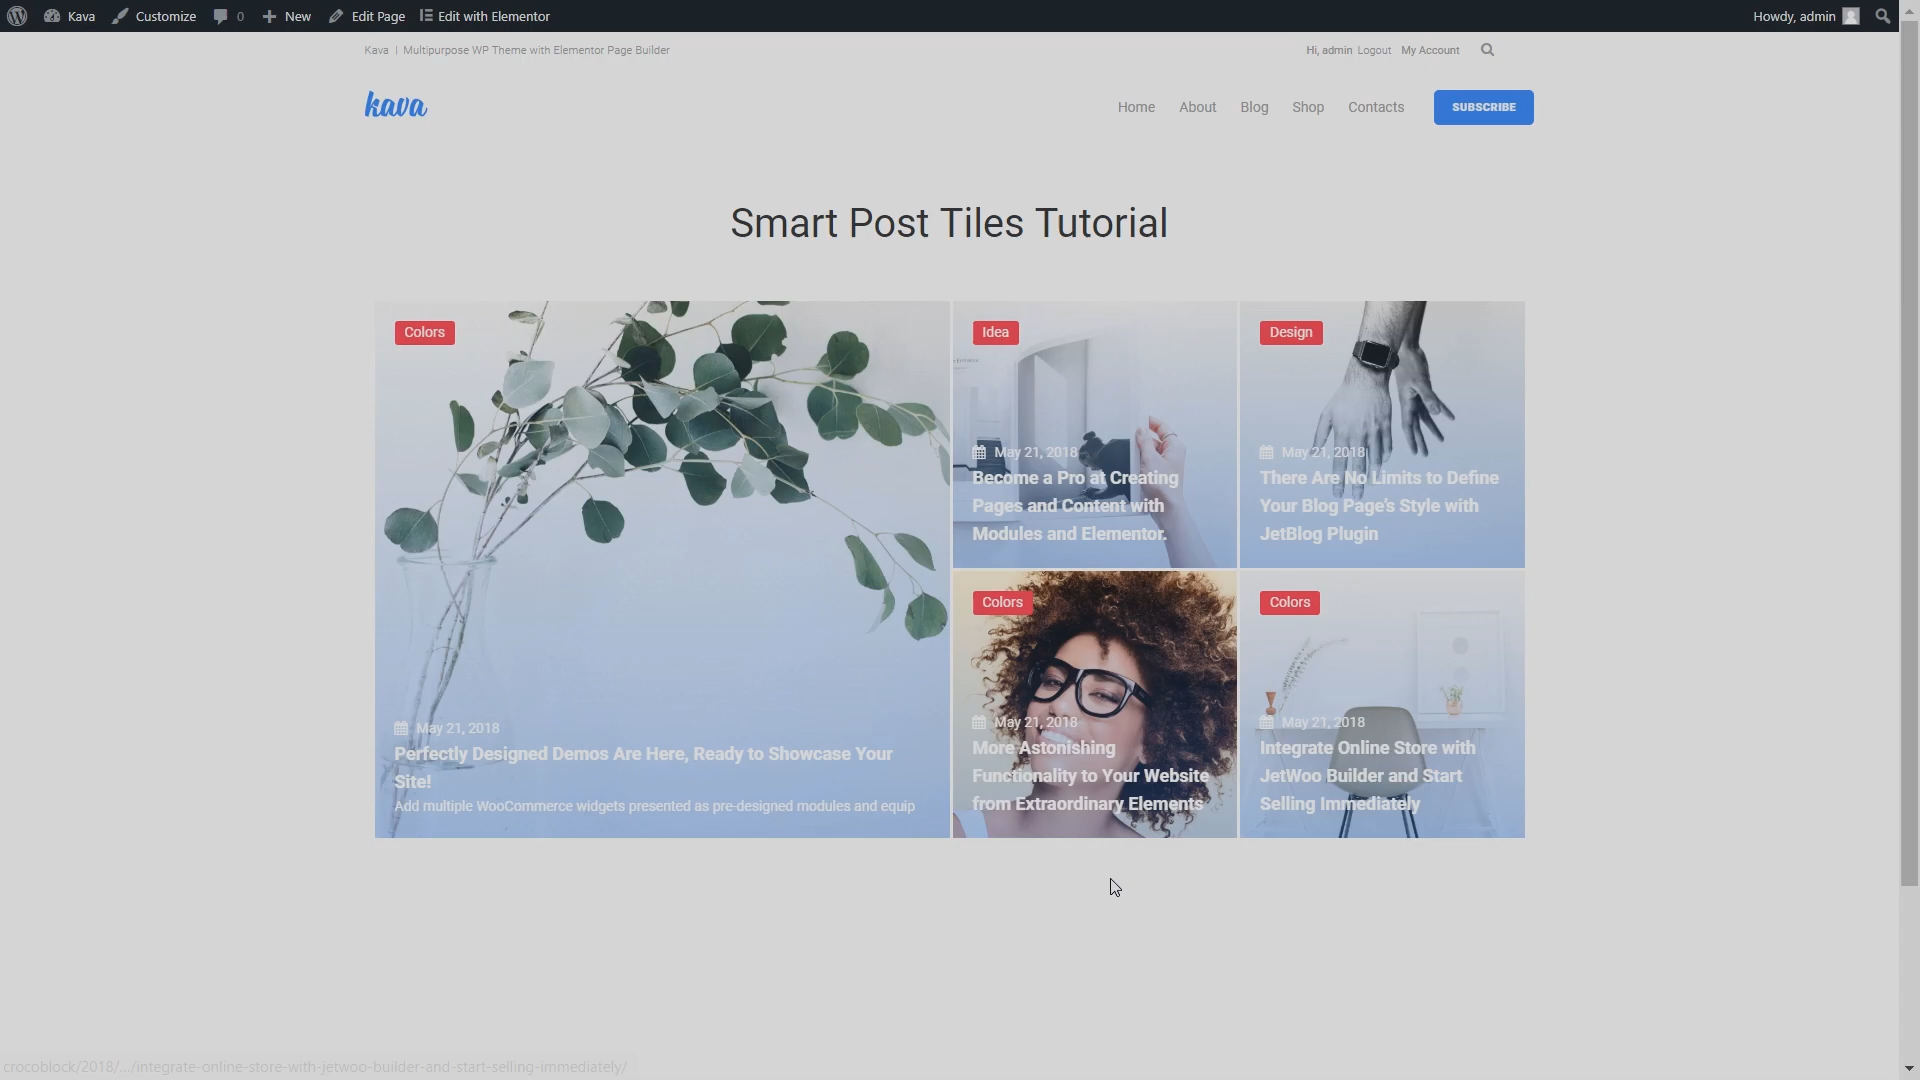 Kava Customize 0 New Edit Page Edit with Elementor Howdy, admin
Kava | Multipurpose WP Theme with Elementor Page Builder Hi, admin Logout My Account
kava Home About Blog Shop Contacts SUBSCRIBE
Smart Post Tiles Tutorial
Colors
May 21, 2018
Perfectly Designed Demos Are Here, Ready to Showcase Your
Site!
Add multiple WooCommerce widgets presented as pre-designed modules and equip
Idea
May 21, 2018
Become a Pro at Creating
Pages and Content with
Modules and Elementor.
Design
May 21, 2018
There Are No Limits to Define
Your Blog Page's Style with
JetBlog Plugin
Colors
May 21, 2018
More Astonishing
Functionality to Your Website
from Extraordinary Elements
Colors
May 21, 2018
Integrate Online Store with
JetWoo Builder and Start
Selling Immediately
crocoblock/2018/.../integrate-online-store-with-jetwoo-builder-and-start-selling-immediately/